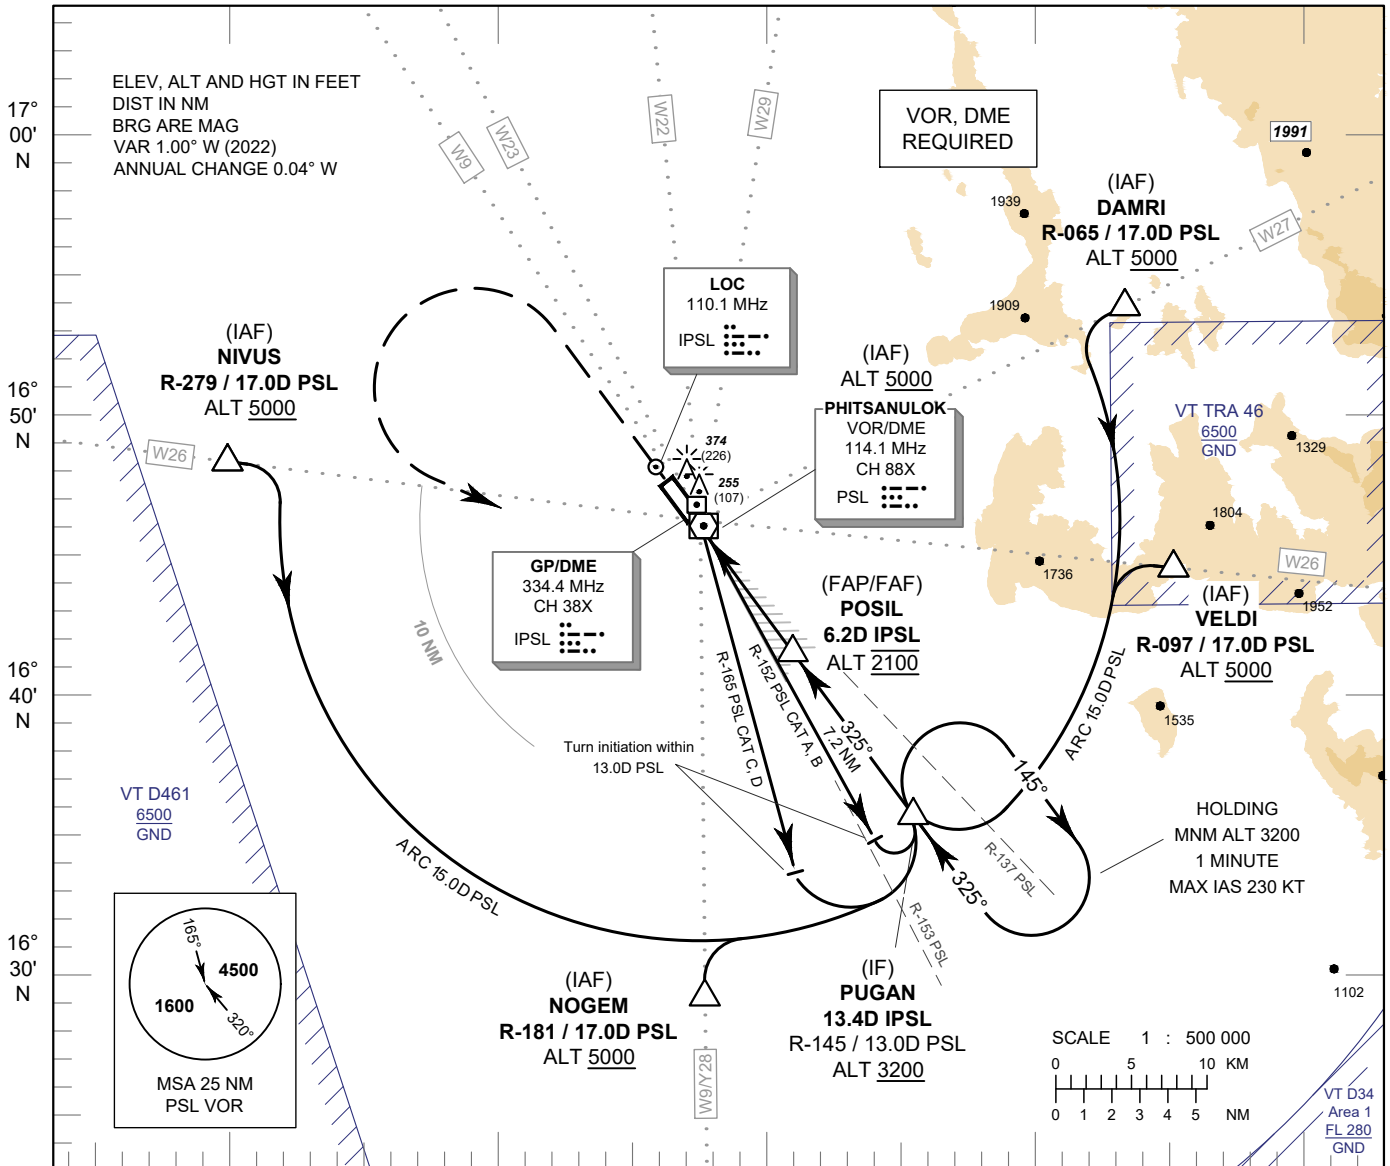 ELEV, ALT AND HGT IN FEET
DIST IN NM
BRG ARE MAG
VAR 1.00° W (2022)
ANNUAL CHANGE 0.04° W
17°
00'
N
W9
W23
W22
W29
VOR, DME
REQUIRED
1991
1939
(IAF)
DAMRI
R-065 / 17.0D PSL
ALT 5000
W27
1909
LOC
110.1 MHz
IPSL
(IAF)
NIVUS
R-279 / 17.0D PSL
ALT 5000
(IAF)
ALT 5000
PHITSANULOK
VOR/DME
114.1 MHz
CH 88X
PSL
16°
50'
N
VT TRA 46
6500
GND
1329
W26
374
(226)
255
(107)
1804
1736
W26
1952
GP/DME
334.4 MHz
CH 38X
IPSL
(FAP/FAF)
POSIL
6.2D IPSL
ALT 2100
(IAF)
VELDI
R-097 / 17.0D PSL
ALT 5000
10 NM
16°
40'
N
R-165 PSL CAT C, D
R-152 PSL CAT A, B
325°
7.2 NM
ARC 15.0D PSL
1535
Turn initiation within
13.0D PSL
145°
VT D461
6500
GND
HOLDING
MNM ALT 3200
1 MINUTE
MAX IAS 230 KT
ARC 15.0D PSL
R-137 PSL
325°
R-153 PSL
165°
4500
1600
320°
MSA 25 NM
PSL VOR
16°
30'
N
(IAF)
NOGEM
R-181 / 17.0D PSL
ALT 5000
(IF)
PUGAN
13.4D IPSL
R-145 / 13.0D PSL
ALT 3200
1102
W9/Y28
SCALE 1 : 500 000
0 5 10 KM
0 1 2 3 4 5 NM
VT D34
Area 1
FL 280
GND